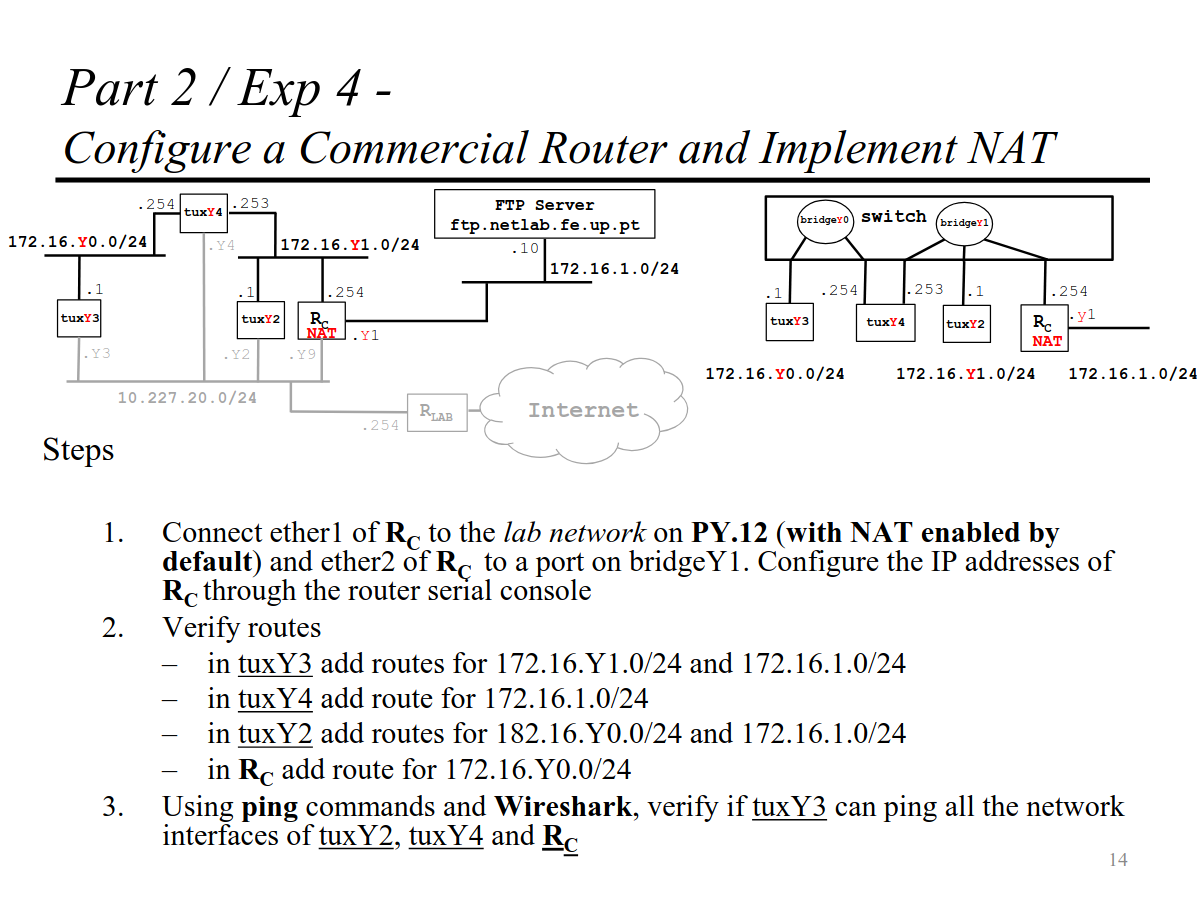 Part 2 / Exp 4 -
Configure a Commercial Router and Implement NAT
.254
tuxY4
.253
172.16.Y0.0/24
.Y4
172.16.Y1.0/24
.1
.1
.254
tuxY3
tuxY2
RC
NAT
.Y1
.Y3
.Y2
.Y9
10.227.20.0/24
.254
RLAB
Internet
FTP Server
ftp.netlab.fe.up.pt
.10
172.16.1.0/24
bridgeY0
switch
bridgeY1
.1
.254
.253
.1
.254
tuxY3
tuxY4
tuxY2
RC
NAT
.y1
172.16.Y0.0/24
172.16.Y1.0/24
172.16.1.0/24
Steps
1. Connect ether1 of RC to the lab network on PY.12 (with NAT enabled by
default) and ether2 of RC to a port on bridgeY1. Configure the IP addresses of
RC through the router serial console
2. Verify routes
– in tuxY3 add routes for 172.16.Y1.0/24 and 172.16.1.0/24
– in tuxY4 add route for 172.16.1.0/24
– in tuxY2 add routes for 182.16.Y0.0/24 and 172.16.1.0/24
– in RC add route for 172.16.Y0.0/24
3. Using ping commands and Wireshark, verify if tuxY3 can ping all the network
interfaces of tuxY2, tuxY4 and RC
14